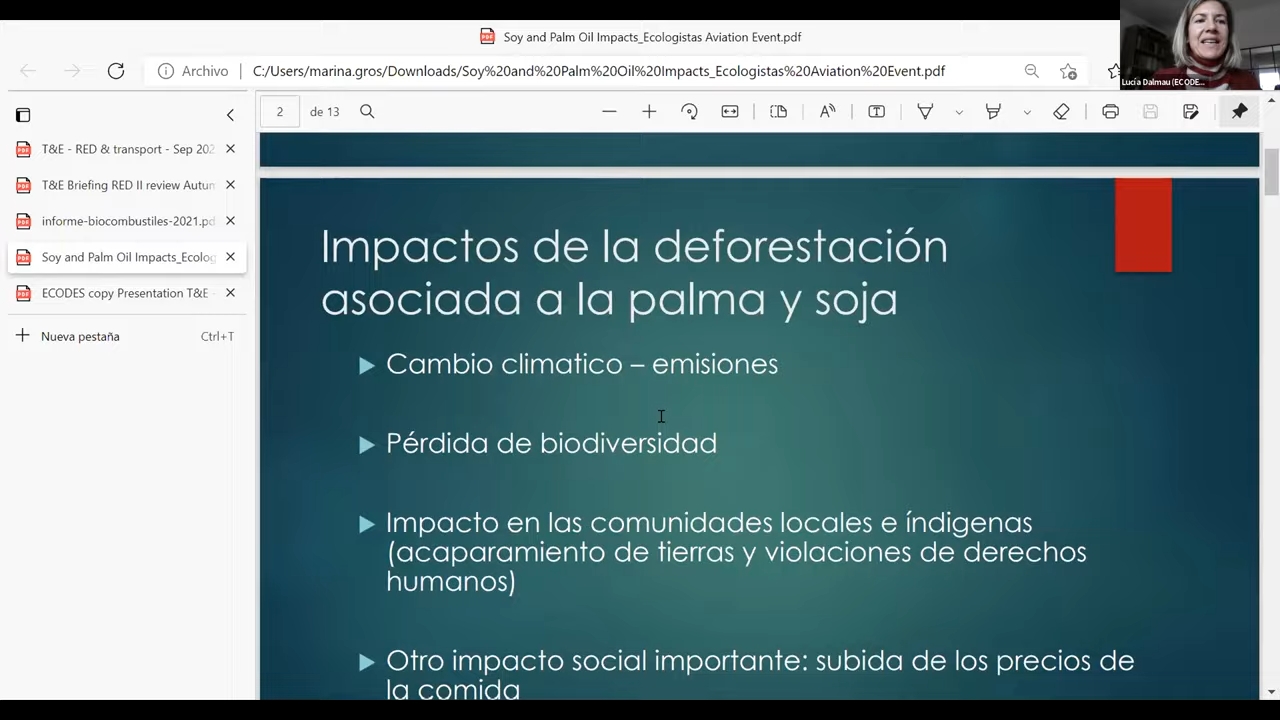 Soy and Palm Oil Impacts_Ecologistas Aviation Event.pdf
Archivo
C:/Users/marina.gros/Downloads/Soy%20and%20Palm%20Oil%20Impacts_Ecologistas%20Aviation%20Event.pdf
Lucía Dalmau (ECODE...
2 de 13
T&E - RED & transport - Sep 202
T&E Briefing RED II review Autum
informe-biocombustiles-2021.pd
Soy and Palm Oil Impacts_Ecolog
ECODES copy Presentation T&E -
Nueva pestaña Ctrl+T
Impactos de la deforestación
asociada a la palma y soja
Cambio climatico – emisiones
Pérdida de biodiversidad
Impacto en las comunidades locales e índigenas
(acaparamiento de tierras y violaciones de derechos
humanos)
Otro impacto social importante: subida de los precios de
la comida